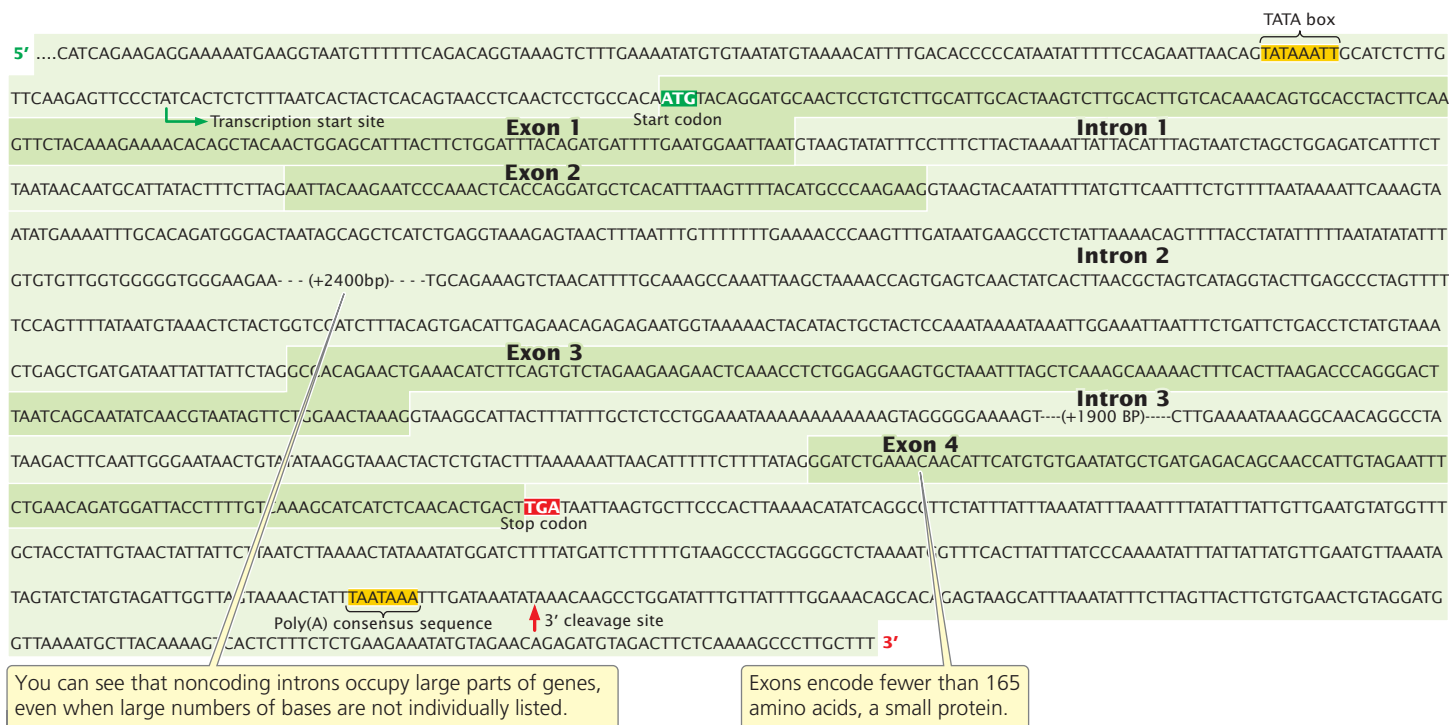 TATA box
5’ ....CATCAGAAGAGGAAAAATGAAGGTAATGTTTTTTCAGACAGGTAAAGTCTTTGAAAATATGTGTAATATGTAAAACATTTTGACACCCCCATAATATTTTTCCAGAATTAACAGTATAAATTGCATCTCTTG
TTCAAGAGTTCCCTATCACTCTCTTTAATCACTACTCACAGTAACCTCAACTCCTGCCACAATGTACAGGATGCAACTCCTGTCTTGCATTGCACTAAGTCTTGCACTTGTCACAAACAGTGCACCTACTTCAA
Transcription start site
Start codon
Exon 1
Intron 1
GTTCTACAAAGAAAACACAGCTACAACTGGAGCATTTACTTCTGGATTTACAGATGATTTTGAATGGAATTAATGTAAGTATATTTCCTTTCTTACTAAAATTATTACATTTAGTAATCTAGCTGGAGATCATTTCT
Exon 2
TAATAACAATGCATTATACTTTCTTAGAATTACAAGAATCCCAAACTCACCAGGATGCTCACATTTAAGTTTTACATGCCCAAGAAGGTAAGTACAATATTTTATGTTCAATTTCTGTTTTAATAAAATTCAAAGTA
ATATGAAAATTTGCACAGATGGGACTAATAGCAGCTCATCTGAGGTAAAGAGTAACTTTAATTTGTTTTTTTGAAAACCCAAGTTTGATAATGAAGCCTCTATTAAAACAGTTTTACCTATATTTTTAATATATATTT
Intron 2
GTGTGTTGGTGGGGGTGGGAAGAA- - - (+2400bp)- - - -TGCAGAAAGTCTAACATTTTGCAAAGCCAAATTAAGCTAAAACCAGTGAGTCAACTATCACTTAACGCTAGTCATAGGTACTTGAGCCCTAGTTTT
TCCAGTTTTATAATGTAAACTCTACTGGTCCATCTTTACAGTGACATTGAGAACAGAGAGAATGGTAAAAACTACATACTGCTACTCCAAATAAAATAAATTGGAAATTAATTTCTGATTCTGACCTCTATGTAAA
Exon 3
CTGAGCTGATGATAATTATTATTCTAGGCCACAGAACTGAAACATCTTCAGTGTCTAGAAGAAGAACTCAAACCTCTGGAGGAAGTGCTAAATTTAGCTCAAAGCAAAAACTTTCACTTAAGACCCAGGGACT
Intron 3
TAATCAGCAATATCAACGTAATAGTTCTGGAACTAAAGGTAAGGCATTACTTTATTTGCTCTCCTGGAAATAAAAAAAAAAAAGTAGGGGGAAAAGT----(+1900 BP)-----CTTGAAAATAAAGGCAACAGGCCTA
Exon 4
TAAGACTTCAATTGGGAATAACTGTATATAAGGTAAACTACTCTGTACTTTAAAAAATTAACATTTTTCTTTTATAGGGATCTGAAACAACATTCATGTGTGAATATGCTGATGAGACAGCAACCATTGTAGAATTT
CTGAACAGATGGATTACCTTTTGTCAAAGCATCATCTCAACACTGACTTGATAATTAAGTGCTTCCCACTTAAAACATATCAGGCCTTCTATTTATTTAAATATTTAAATTTTATATTTATTGTTGAATGTATGGTTT
Stop codon
GCTACCTATTGTAACTATTATTCTTAATCTTAAAACTATAAATATGGATCTTTTATGATTCTTTTTGTAAGCCCTAGGGGCTCTAAAATGGTTTCACTTATTTATCCCAAAATATTTATTATTATGTTGAATGTTAAATA
TAGTATCTATGTAGATTGGTTAGTAAAACTATTTAATAAATTTGATAAATATAAACAAGCCTGGATATTTGTTATTTTGGAAACAGCACAGAGTAAGCATTTAAATATTTCTTAGTTACTTGTGTGAACTGTAGGATG
Poly(A) consensus sequence
3’ cleavage site
GTTAAAATGCTTACAAAAGTCACTCTTTCTCTGAAGAAATATGTAGAACAGAGATGTAGACTTCTCAAAAGCCCTTGCTTT 3’
You can see that noncoding introns occupy large parts of genes,
even when large numbers of bases are not individually listed.
Exons encode fewer than 165
amino acids, a small protein.